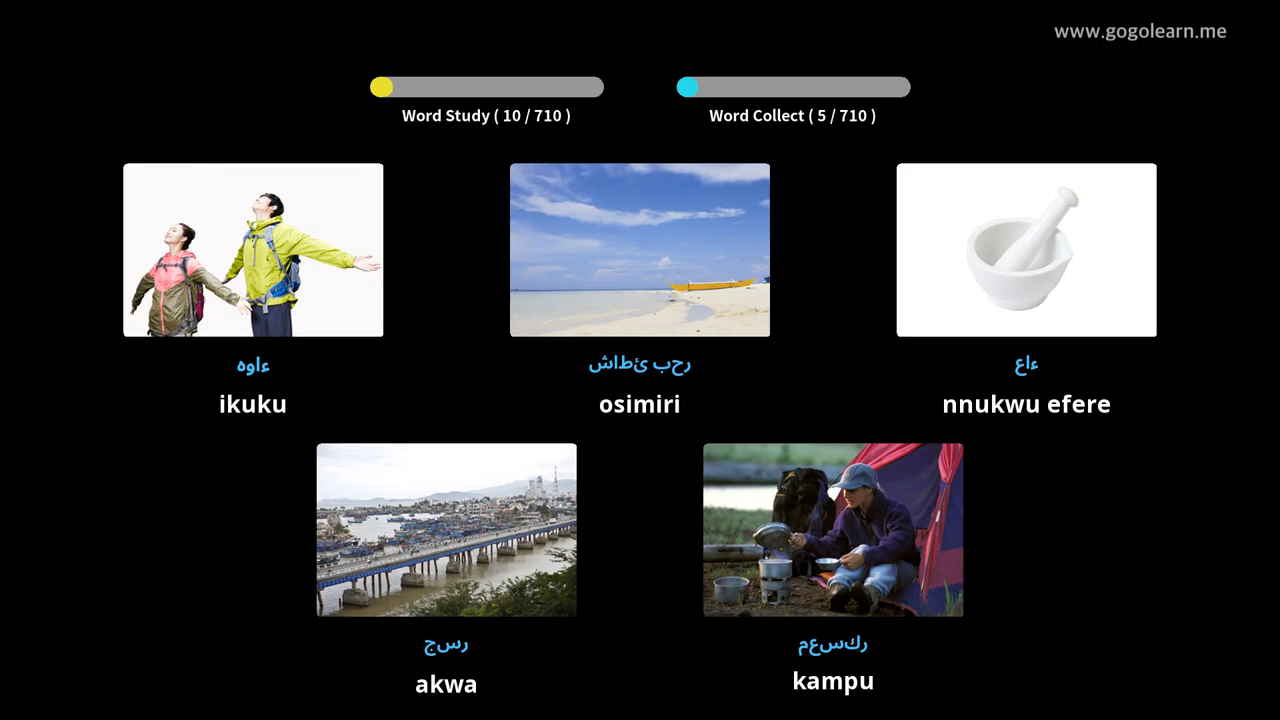 www.gogolearn.me
Word Study ( 10 / 710 )
Word Collect ( 5 / 710 )
ءاوه
ikuku
رحب ئطاش
osimiri
ءاع
nnukwu efere
رسج
akwa
ركسعم
kampu